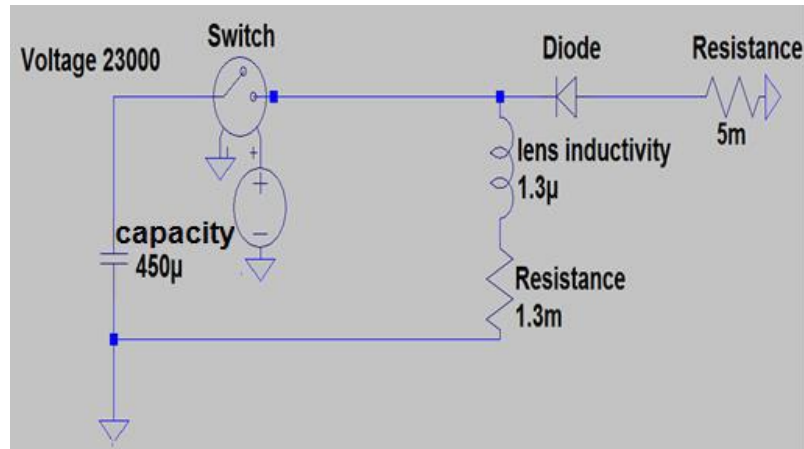 Voltage 23000
Switch
Diode
Resistance
5m
lens inductivity
1.3µ
capacity
450µ
Resistance
1.3m